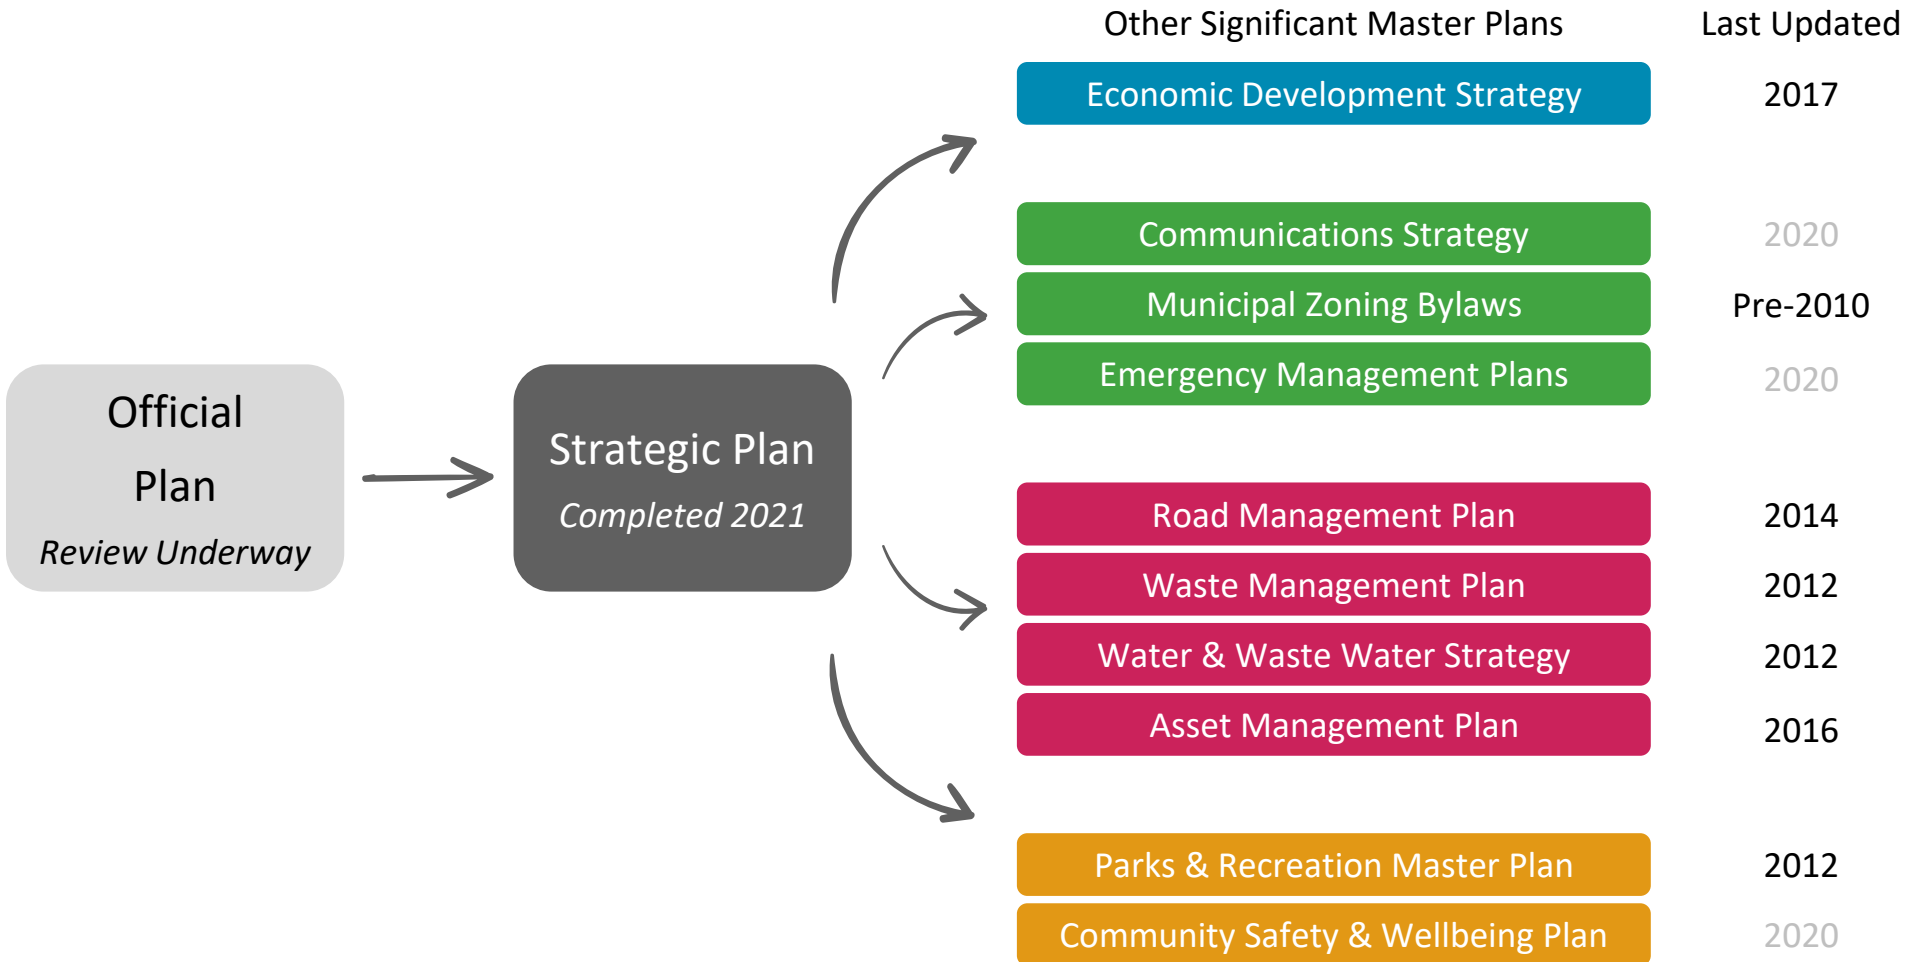 Other Significant Master Plans Last Updated
Economic Development Strategy 2017
Communications Strategy 2020
Municipal Zoning Bylaws Pre-2010
Emergency Management Plans 2020
Official
Plan
Review Underway
Strategic Plan
Completed 2021
Road Management Plan 2014
Waste Management Plan 2012
Water & Waste Water Strategy 2012
Asset Management Plan 2016
Parks & Recreation Master Plan 2012
Community Safety & Wellbeing Plan 2020